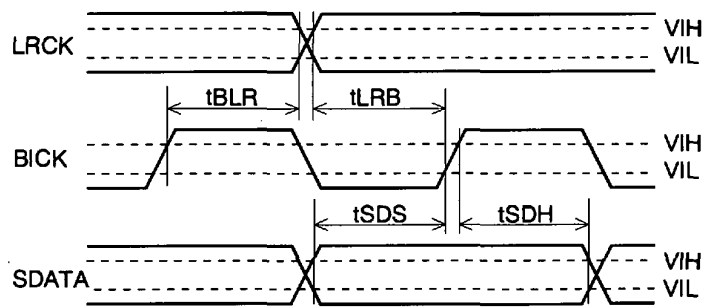 LRCK
VIH
VIL
tBLR
tLRB
BICK
VIH
VIL
tSDS
tSDH
SDATA
VIH
VIL